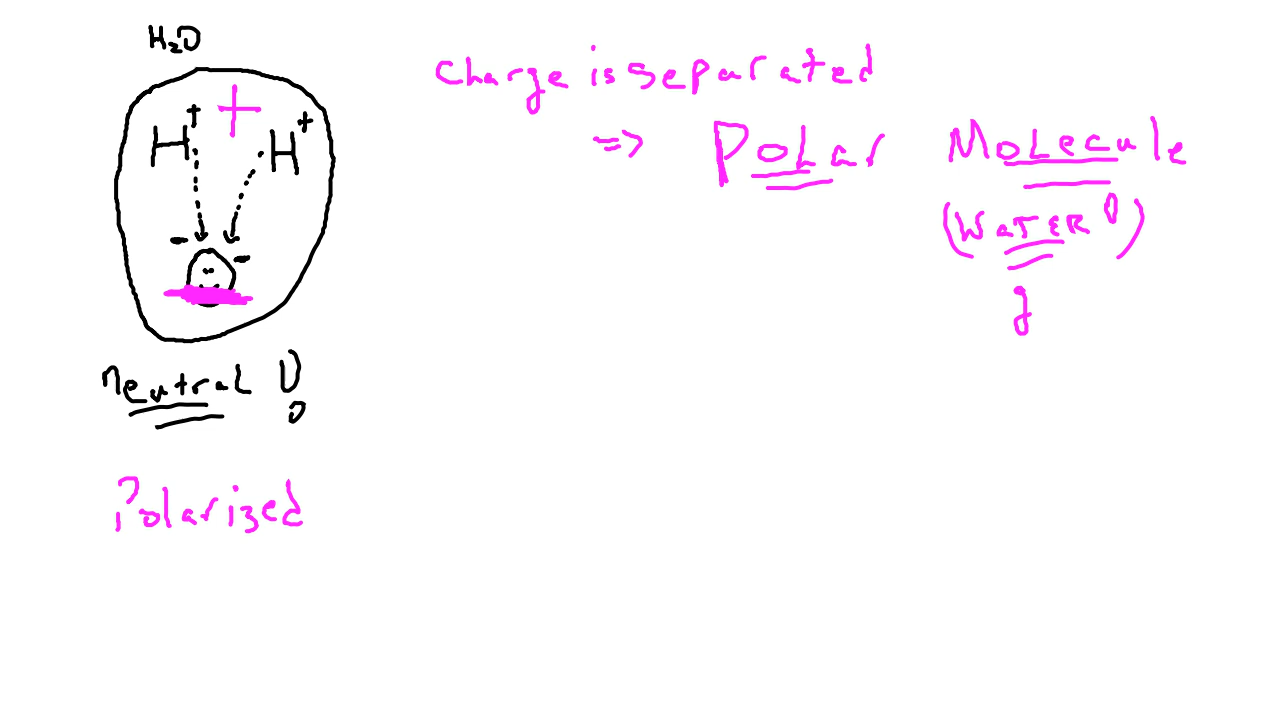 H₂O
H⁺ + H⁺
- -
neutral !
Polarized
Charge is separated
=> Polar Molecule
(WATER!)